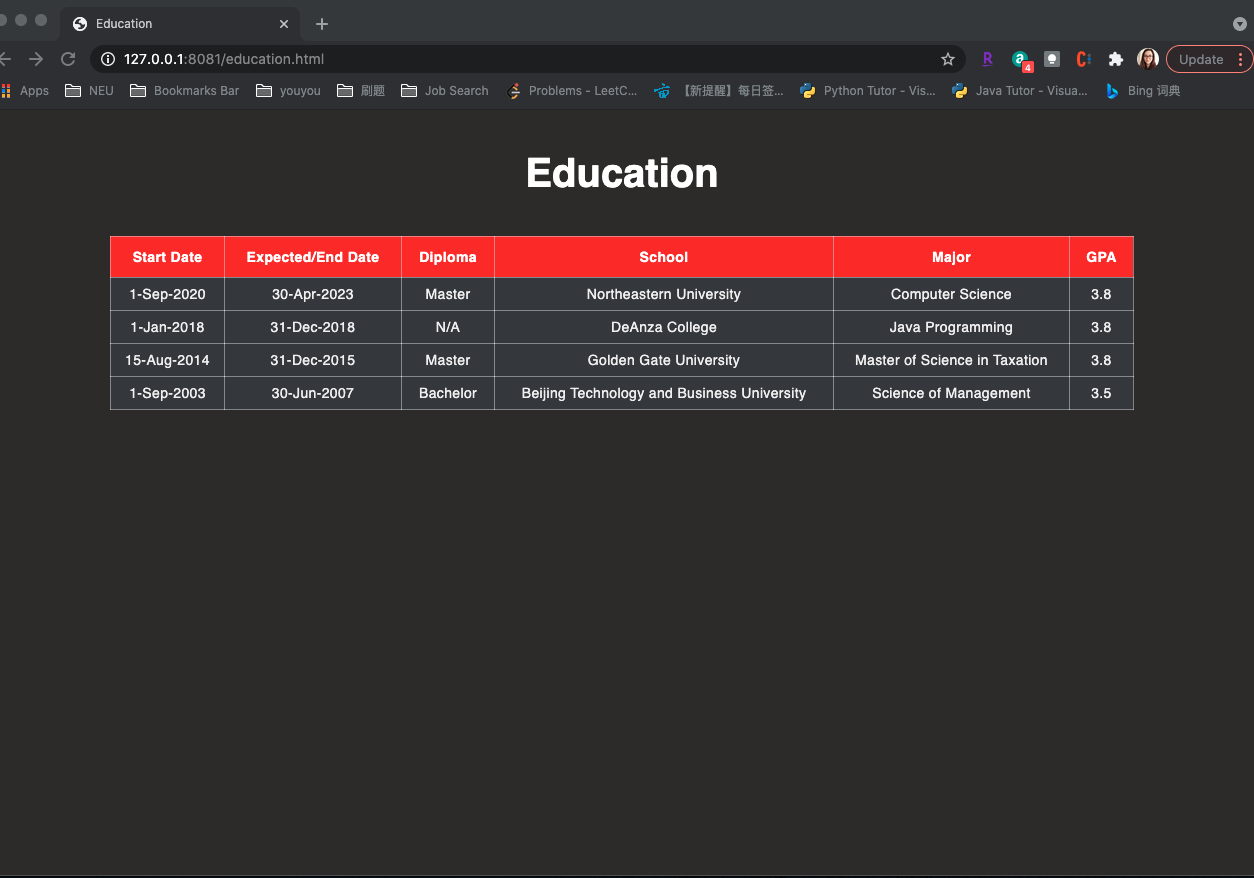 Education
127.0.0.1:8081/education.html
R
a
4
C
Update
Apps
NEU
Bookmarks Bar
youyou
刷题
Job Search
Problems - LeetC...
【新提醒】每日签...
Python Tutor - Vis...
Java Tutor - Visua...
Bing 词典
Education
Start Date Expected/End Date Diploma School Major GPA
1-Sep-2020 30-Apr-2023 Master Northeastern University Computer Science 3.8
1-Jan-2018 31-Dec-2018 N/A DeAnza College Java Programming 3.8
15-Aug-2014 31-Dec-2015 Master Golden Gate University Master of Science in Taxation 3.8
1-Sep-2003 30-Jun-2007 Bachelor Beijing Technology and Business University Science of Management 3.5